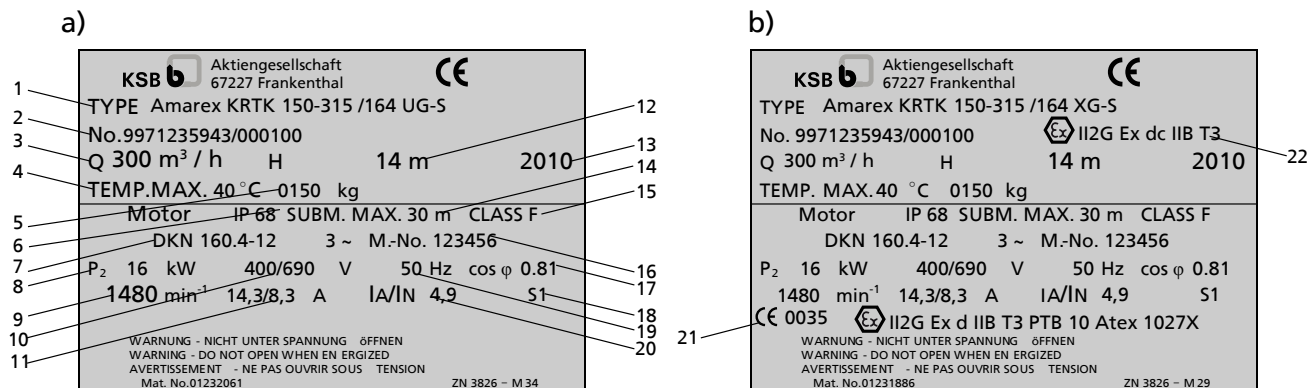 a)
KSB b Aktiengesellschaft
67227 Frankenthal
CE
TYPE Amarex KRTK 150-315 /164 UG-S
No. 9971235943/000100
Q 300 m³ / h H 14 m 2010
TEMP.MAX. 40 °C 0150 kg
Motor IP 68 SUBM. MAX. 30 m CLASS F
DKN 160.4-12 3 ~ M.-No. 123456
P₂ 16 kW 400/690 V 50 Hz cos φ 0.81
1480 min⁻¹ 14,3/8,3 A IA/IN 4,9 S1
WARNUNG - NICHT UNTER SPANNUNG öFFNEN
WARNING - DO NOT OPEN WHEN EN ERGIZED
AVERTISSEMENT - NE PAS OUVRIR SOUS TENSION
Mat. No.01232061 ZN 3826 – M 34
1
2
3
4
5
6
7
8
9
10
11
12
13
14
15
16
17
18
19
20
b)
KSB b Aktiengesellschaft
67227 Frankenthal
CE
TYPE Amarex KRTK 150-315 /164 XG-S
No. 9971235943/000100 Ex II2G Ex dc IIB T3
Q 300 m³ / h H 14 m 2010
TEMP. MAX. 40 °C 0150 kg
Motor IP 68 SUBM. MAX. 30 m CLASS F
DKN 160.4-12 3 ~ M.-No. 123456
P₂ 16 kW 400/690 V 50 Hz cos φ 0.81
1480 min⁻¹ 14,3/8,3 A IA/IN 4,9 S1
CE 0035 Ex II2G Ex d IIB T3 PTB 10 Atex 1027X
WARNUNG - NICHT UNTER SPANNUNG öFFNEN
WARNING - DO NOT OPEN WHEN EN ERGIZED
AVERTISSEMENT - NE PAS OUVRIR SOUS TENSION
Mat. No.01231886 ZN 3826 – M 29
21
22